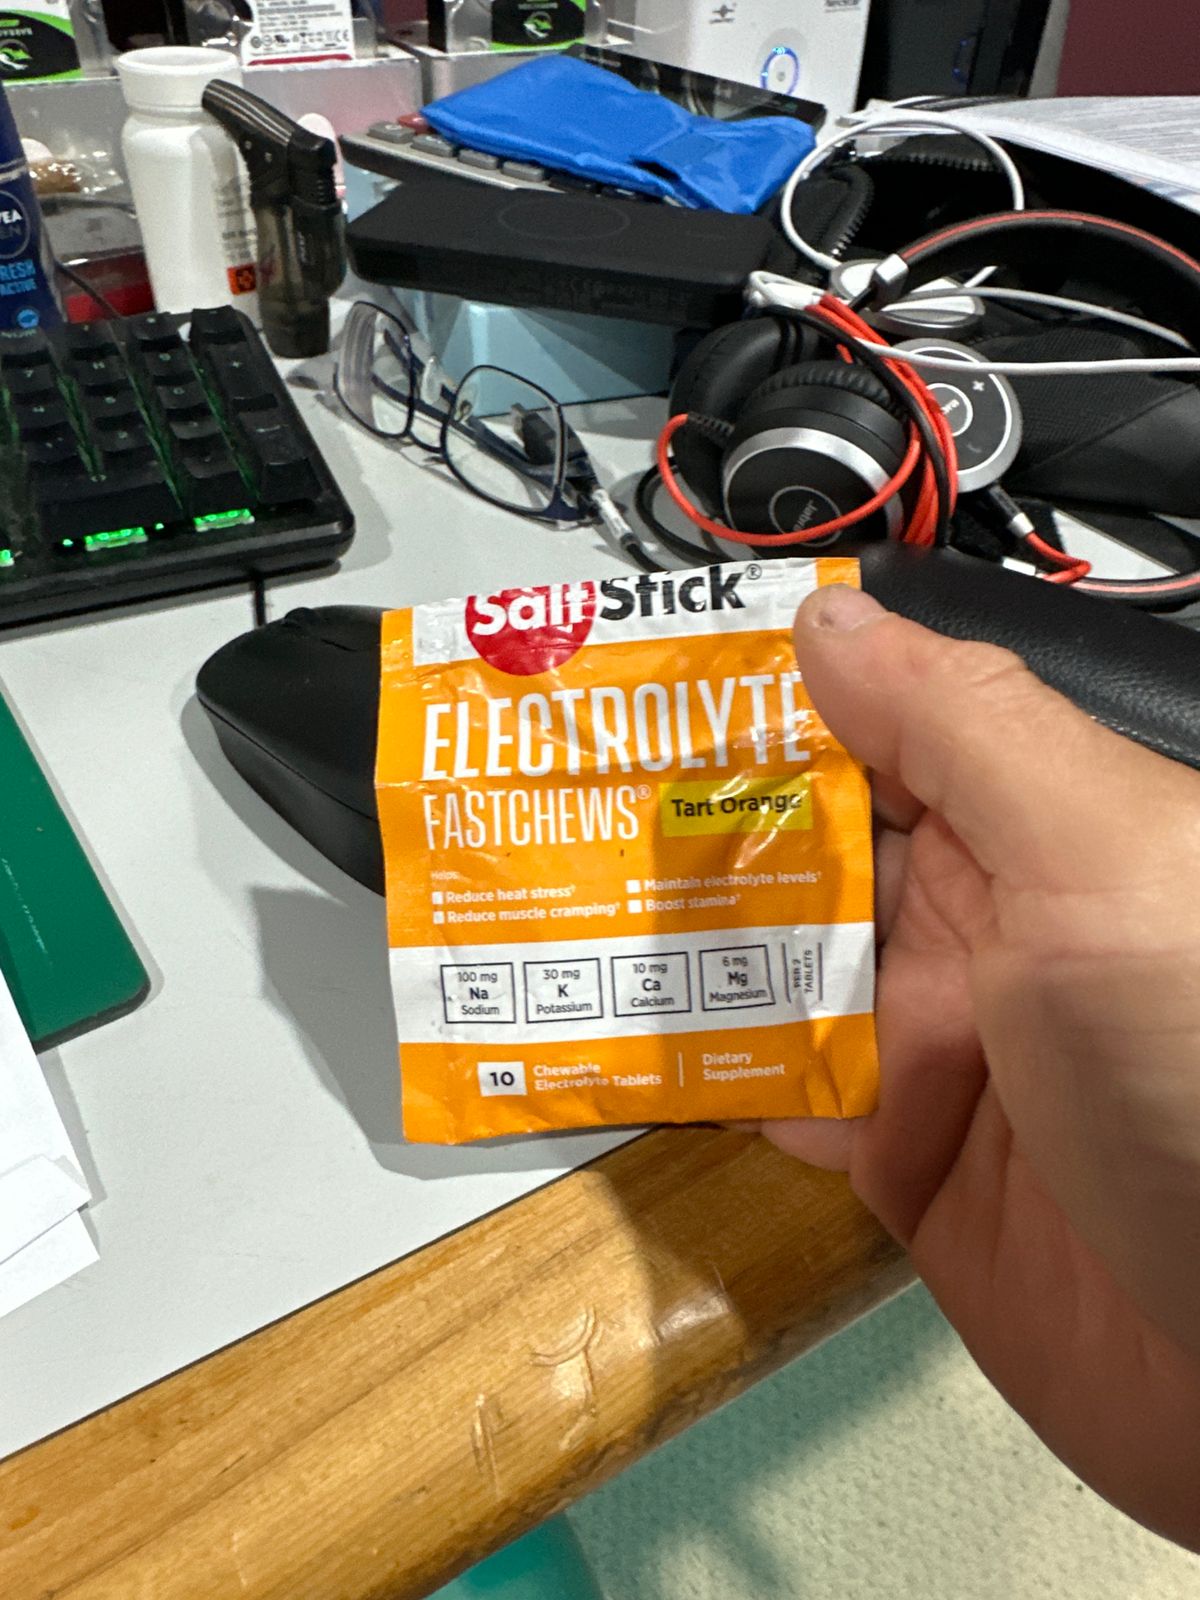 SaltStick®
ELECTROLYTE
FASTCHEWS®
Tart Orange
Helps:
Reduce heat stress†
Maintain electrolyte levels†
Reduce muscle cramping†
Boost stamina†
100 mg
Na
Sodium
30 mg
K
Potassium
10 mg
Ca
Calcium
6 mg
Mg
Magnesium
PER 2
TABLETS
10
Chewable
Electrolyte Tablets
Dietary
Supplement
Jabra